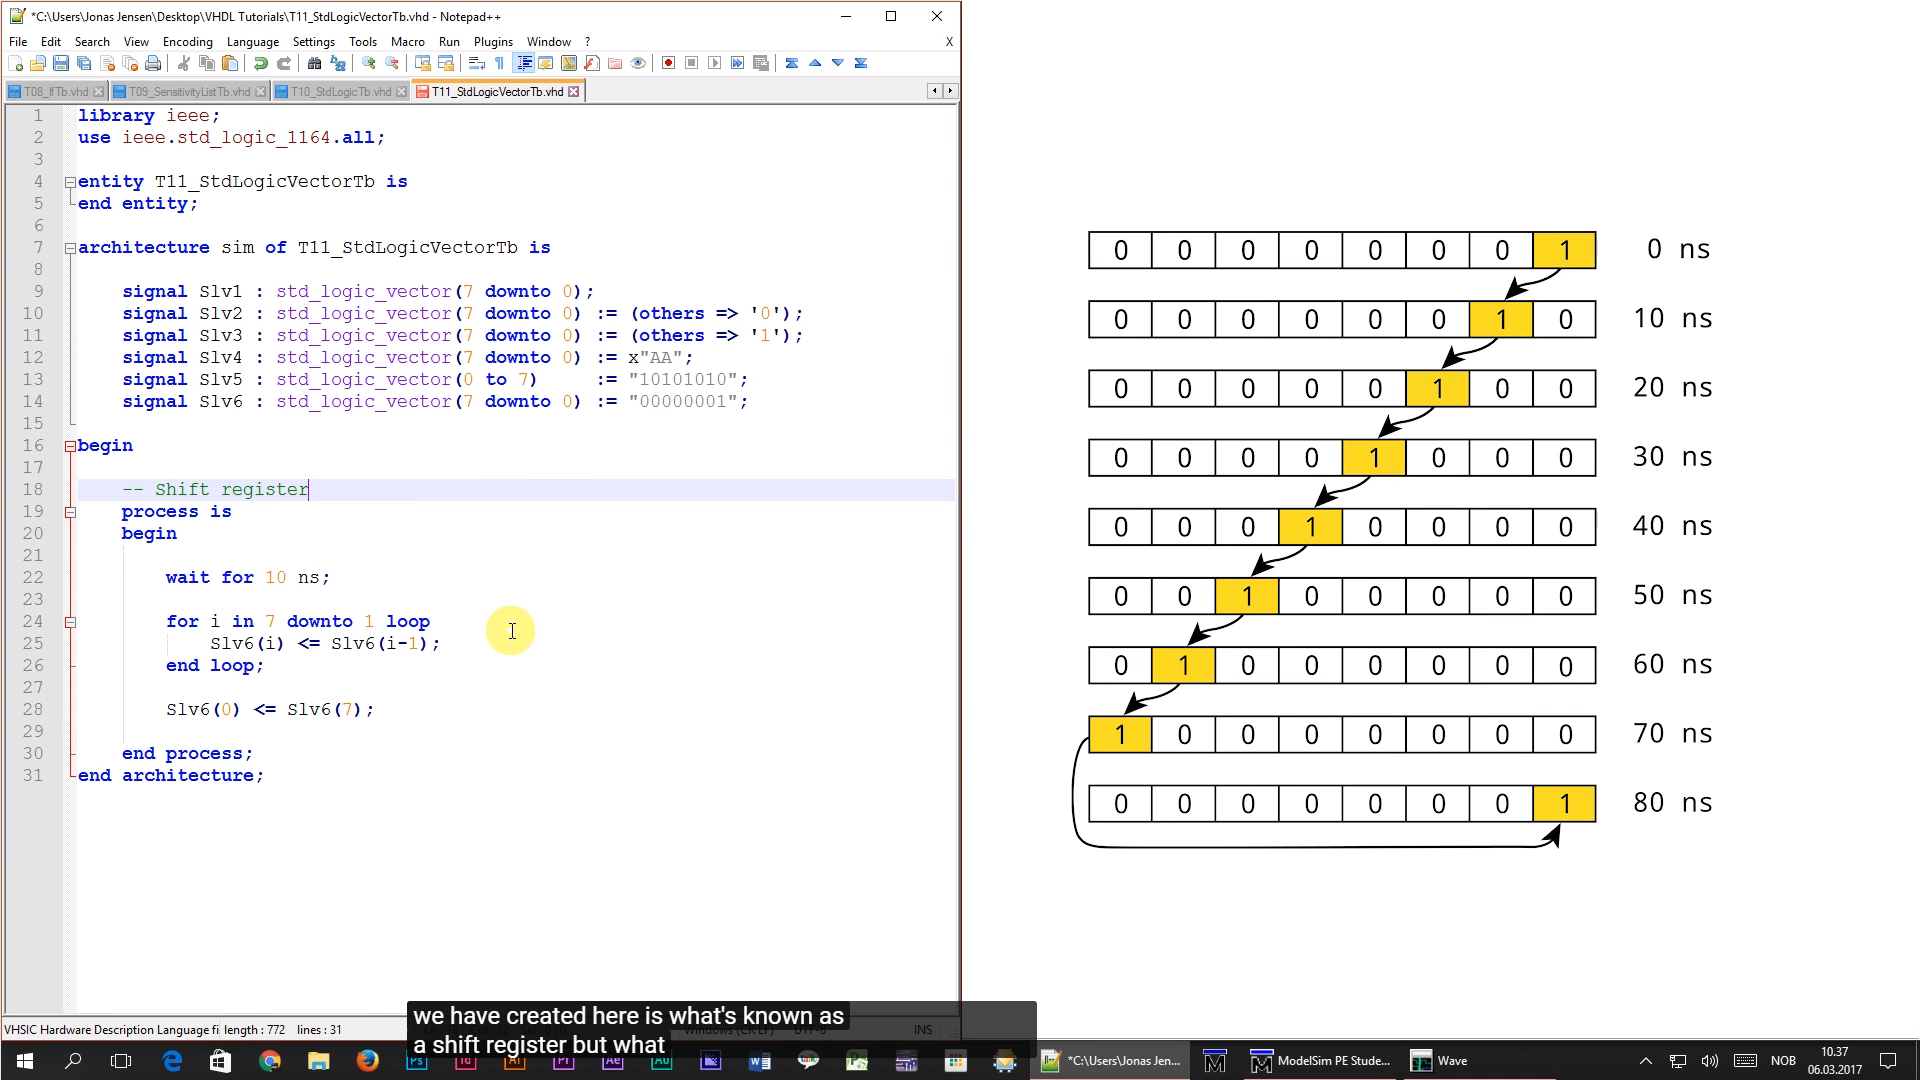 *C:\Users\Jonas Jensen\Desktop\VHDL Tutorials\T11_StdLogicVectorTb.vhd - Notepad++
File Edit Search View Encoding Language Settings Tools Macro Run Plugins Window ? X
T08_IfTb.vhd T09_SensitivityListTb.vhd T10_StdLogicTb.vhd T11_StdLogicVectorTb.vhd
1 library ieee;
2 use ieee.std_logic_1164.all;
3
4 entity T11_StdLogicVectorTb is
5 end entity;
6
7 architecture sim of T11_StdLogicVectorTb is
8
9 signal Slv1 : std_logic_vector(7 downto 0);
10 signal Slv2 : std_logic_vector(7 downto 0) := (others => '0');
11 signal Slv3 : std_logic_vector(7 downto 0) := (others => '1');
12 signal Slv4 : std_logic_vector(7 downto 0) := x"AA";
13 signal Slv5 : std_logic_vector(0 to 7) := "10101010";
14 signal Slv6 : std_logic_vector(7 downto 0) := "00000001";
15
16 begin
17
18 -- Shift register
19 process is
20 begin
21
22 wait for 10 ns;
23
24 for i in 7 downto 1 loop
25 Slv6(i) <= Slv6(i-1);
26 end loop;
27
28 Slv6(0) <= Slv6(7);
29
30 end process;
31 end architecture;
0 0 0 0 0 0 0 1 0 ns
0 0 0 0 0 0 1 0 10 ns
0 0 0 0 0 1 0 0 20 ns
0 0 0 0 1 0 0 0 30 ns
0 0 0 1 0 0 0 0 40 ns
0 0 1 0 0 0 0 0 50 ns
0 1 0 0 0 0 0 0 60 ns
1 0 0 0 0 0 0 0 70 ns
0 0 0 0 0 0 0 1 80 ns
we have created here is what's known as
a shift register but what
VHSIC Hardware Description Language fi length : 772 lines : 31 INS
Ps Id Ai Pr Ae Au *C:\Users\Jonas Jen... ModelSim PE Stude... Wave NOB 10.37
06.03.2017